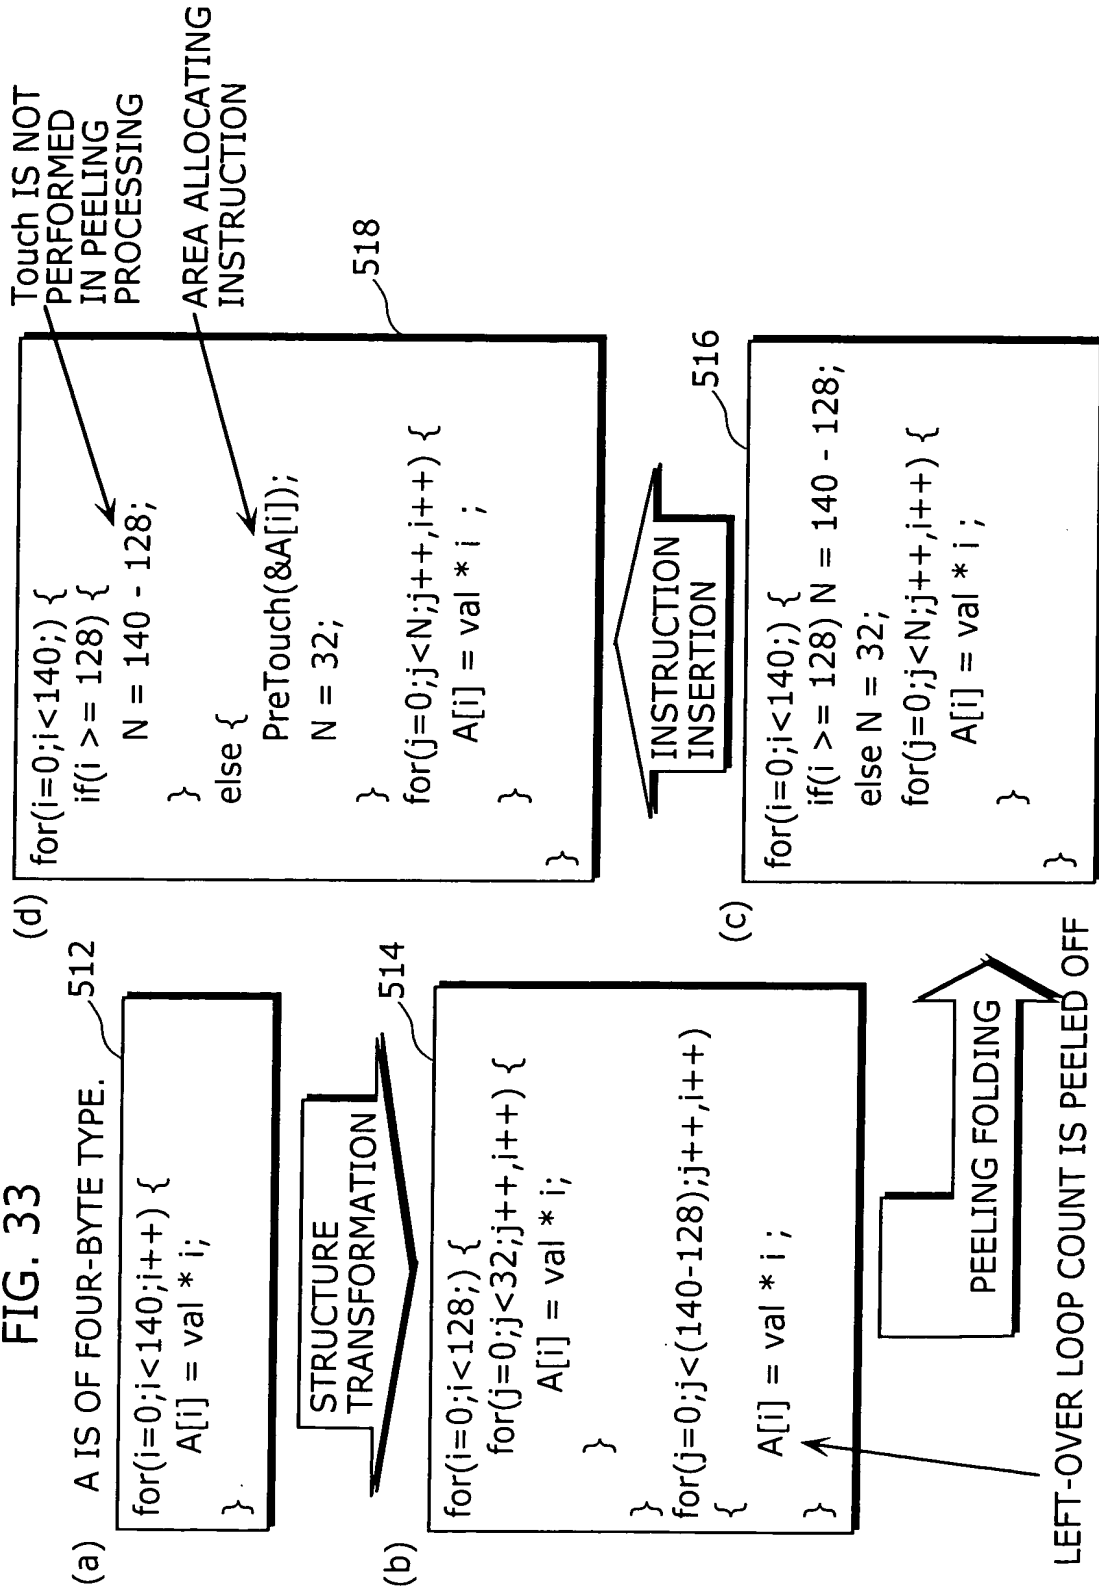 FIG. 33
(a)
A IS OF FOUR-BYTE TYPE.
512
for(i=0;i<140;i++) {
A[i] = val * i;
}
STRUCTURE
TRANSFORMATION
(b)
514
for(i=0;i<128;) {
for(j=0;j<32;j++,i++) {
A[i] = val * i;
}
}
for(j=0;j<(140-128);j++,i++)
{
A[i] = val * i ;
}
PEELING FOLDING
LEFT-OVER LOOP COUNT IS PEELED OFF
(c)
516
for(i=0;i<140;) {
if(i >= 128) N = 140 - 128;
else N = 32;
for(j=0;j<N;j++,i++) {
A[i] = val * i ;
}
}
INSTRUCTION
INSERTION
(d)
518
for(i=0;i<140;) {
if(i >= 128) {
N = 140 - 128;
}
else {
PreTouch(&A[i]);
N = 32;
}
for(j=0;j<N;j++,i++) {
A[i] = val * i ;
}
}
Touch IS NOT
PERFORMED
IN PEELING
PROCESSING
AREA ALLOCATING
INSTRUCTION